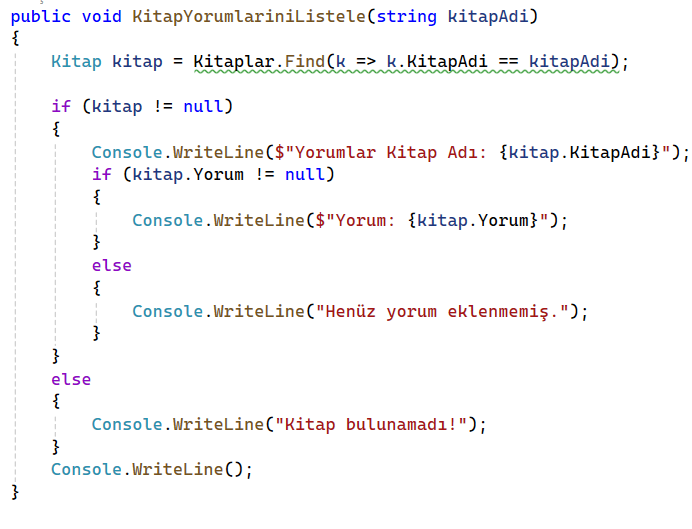 public void KitapYorumlariniListele(string kitapAdi)
{
    Kitap kitap = Kitaplar.Find(k => k.KitapAdi == kitapAdi);

    if (kitap != null)
    {
        Console.WriteLine($"Yorumlar Kitap Adı: {kitap.KitapAdi}");
        if (kitap.Yorum != null)
        {
            Console.WriteLine($"Yorum: {kitap.Yorum}");
        }
        else
        {
            Console.WriteLine("Henüz yorum eklenmemiş.");
        }
    }
    else
    {
        Console.WriteLine("Kitap bulunamadı!");
    }
    Console.WriteLine();
}